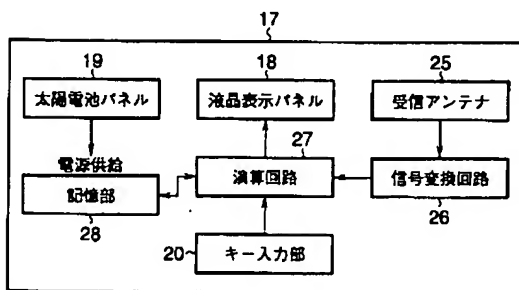 17
19
18
25
太陽電池パネル
液晶表示パネル
受信アンテナ
27
電源供給
記憶部
演算回路
信号変換回路
28
26
20
キー入力部